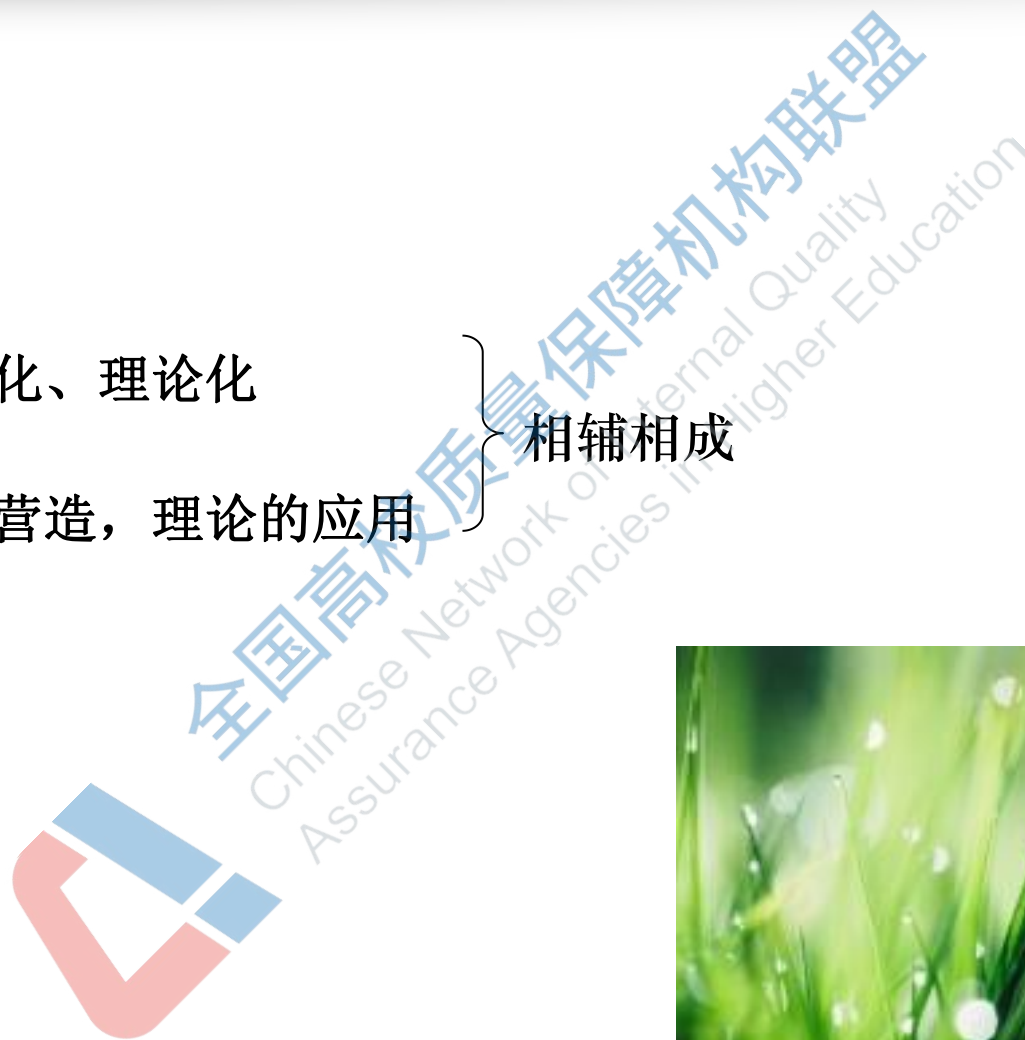 化、理论化
相辅相成
营造，理论的应用
全国高校质量保障机构联盟
Chinese Network of Internal Quality
Assurance Agencies in Higher Education